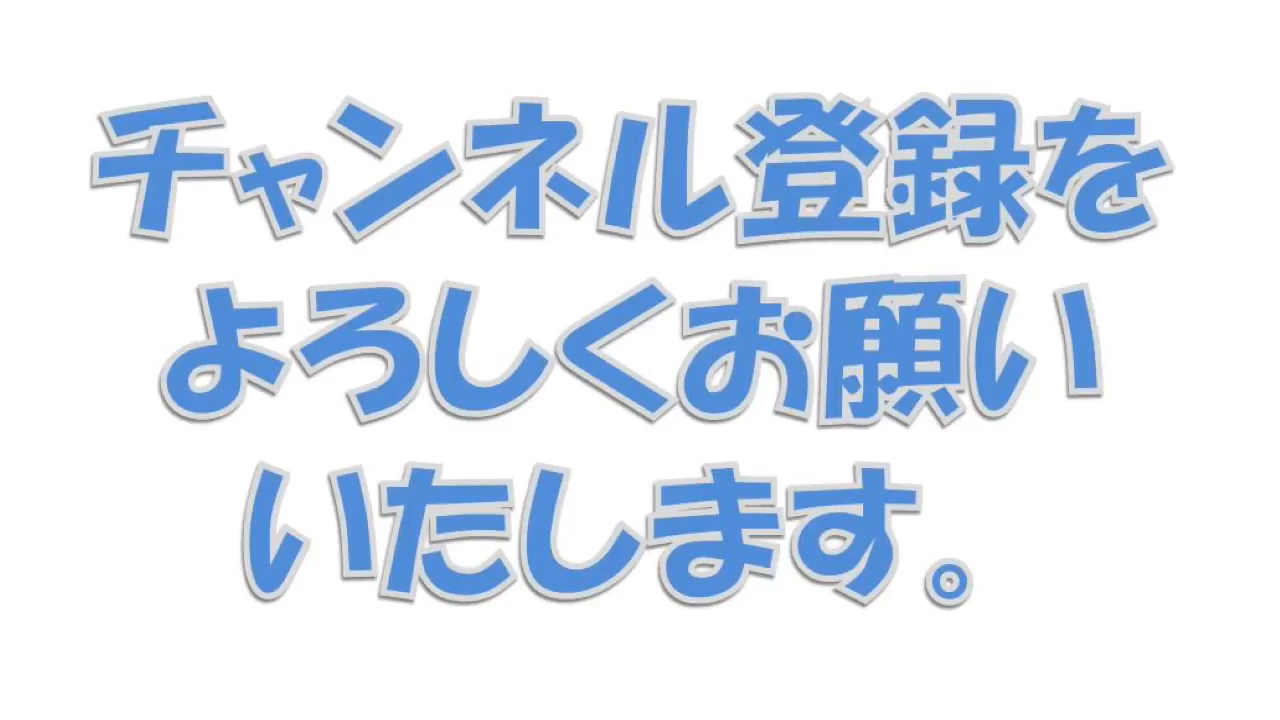 チャンネル登録を
よろしくお願い
いたします。